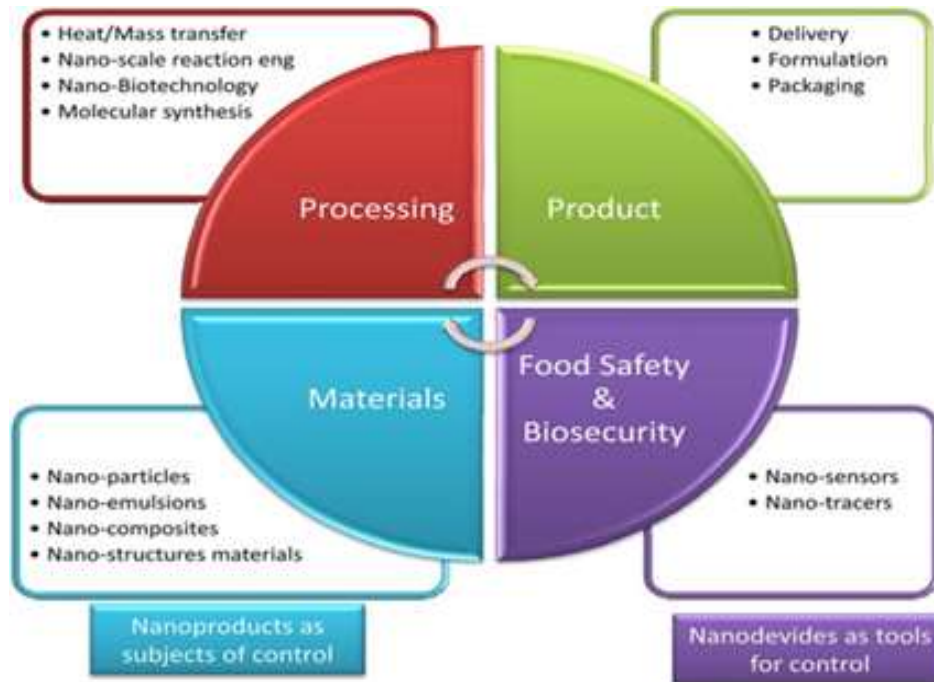 • Heat/Mass transfer
• Nano-scale reaction eng
• Nano-Biotechnology
• Molecular synthesis
• Delivery
• Formulation
• Packaging
Processing
Product
Materials
Food Safety
&
Biosecurity
• Nano-particles
• Nano-emulsions
• Nano-composites
• Nano-structures materials
• Nano-sensors
• Nano-tracers
Nanoproducts as
subjects of control
Nanodevides as tools
for control